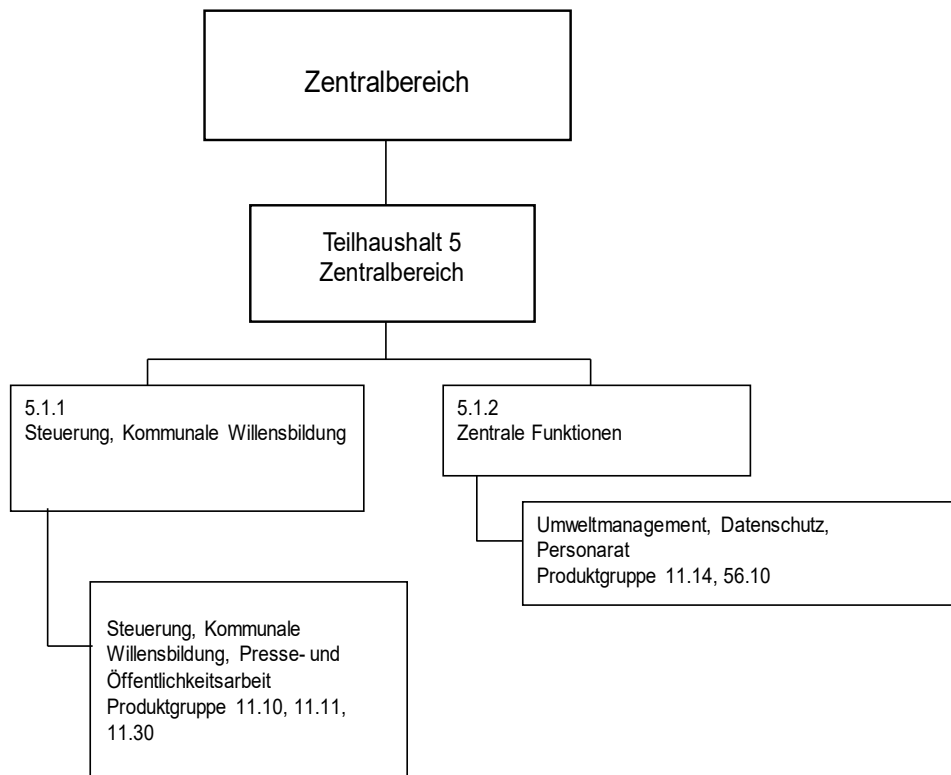 Zentralbereich
Teilhaushalt 5
Zentralbereich
5.1.1
Steuerung, Kommunale Willensbildung
5.1.2
Zentrale Funktionen
Umweltmanagement, Datenschutz,
Personarat
Produktgruppe 11.14, 56.10
Steuerung, Kommunale
Willensbildung, Presse- und
Öffentlichkeitsarbeit
Produktgruppe 11.10, 11.11,
11.30